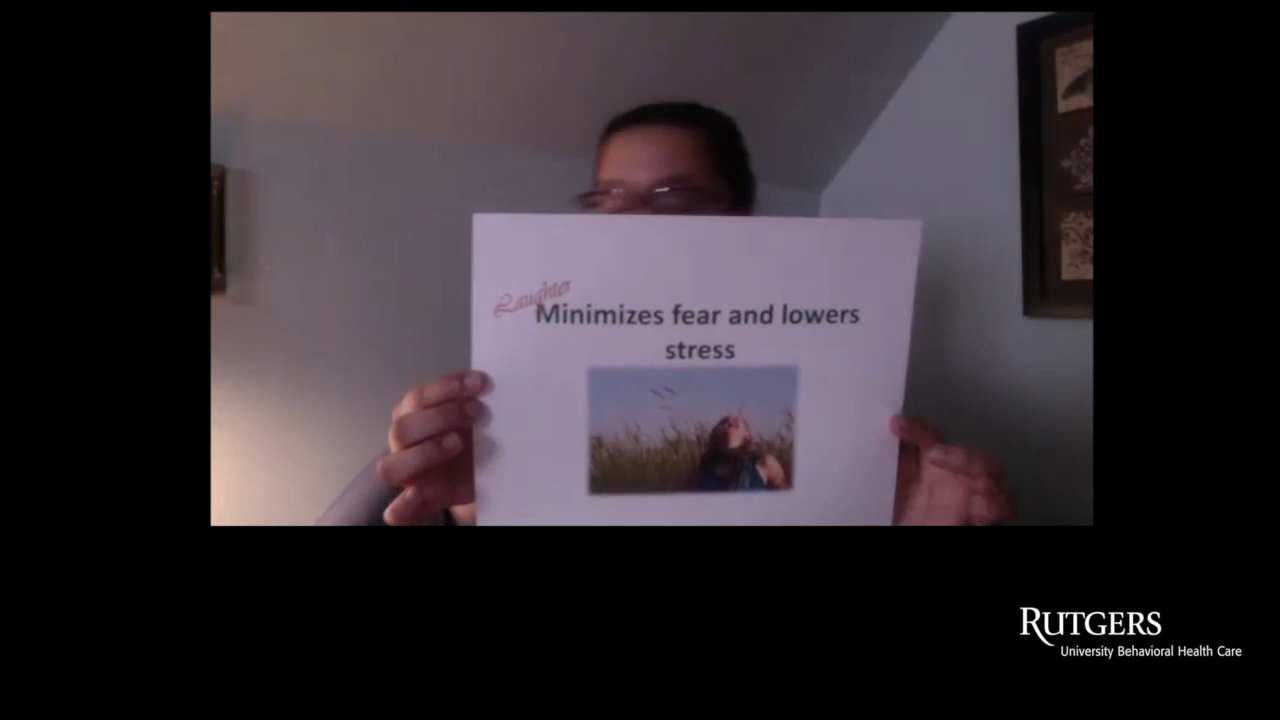 Laughter
Minimizes fear and lowers
stress
RUTGERS
University Behavioral Health Care